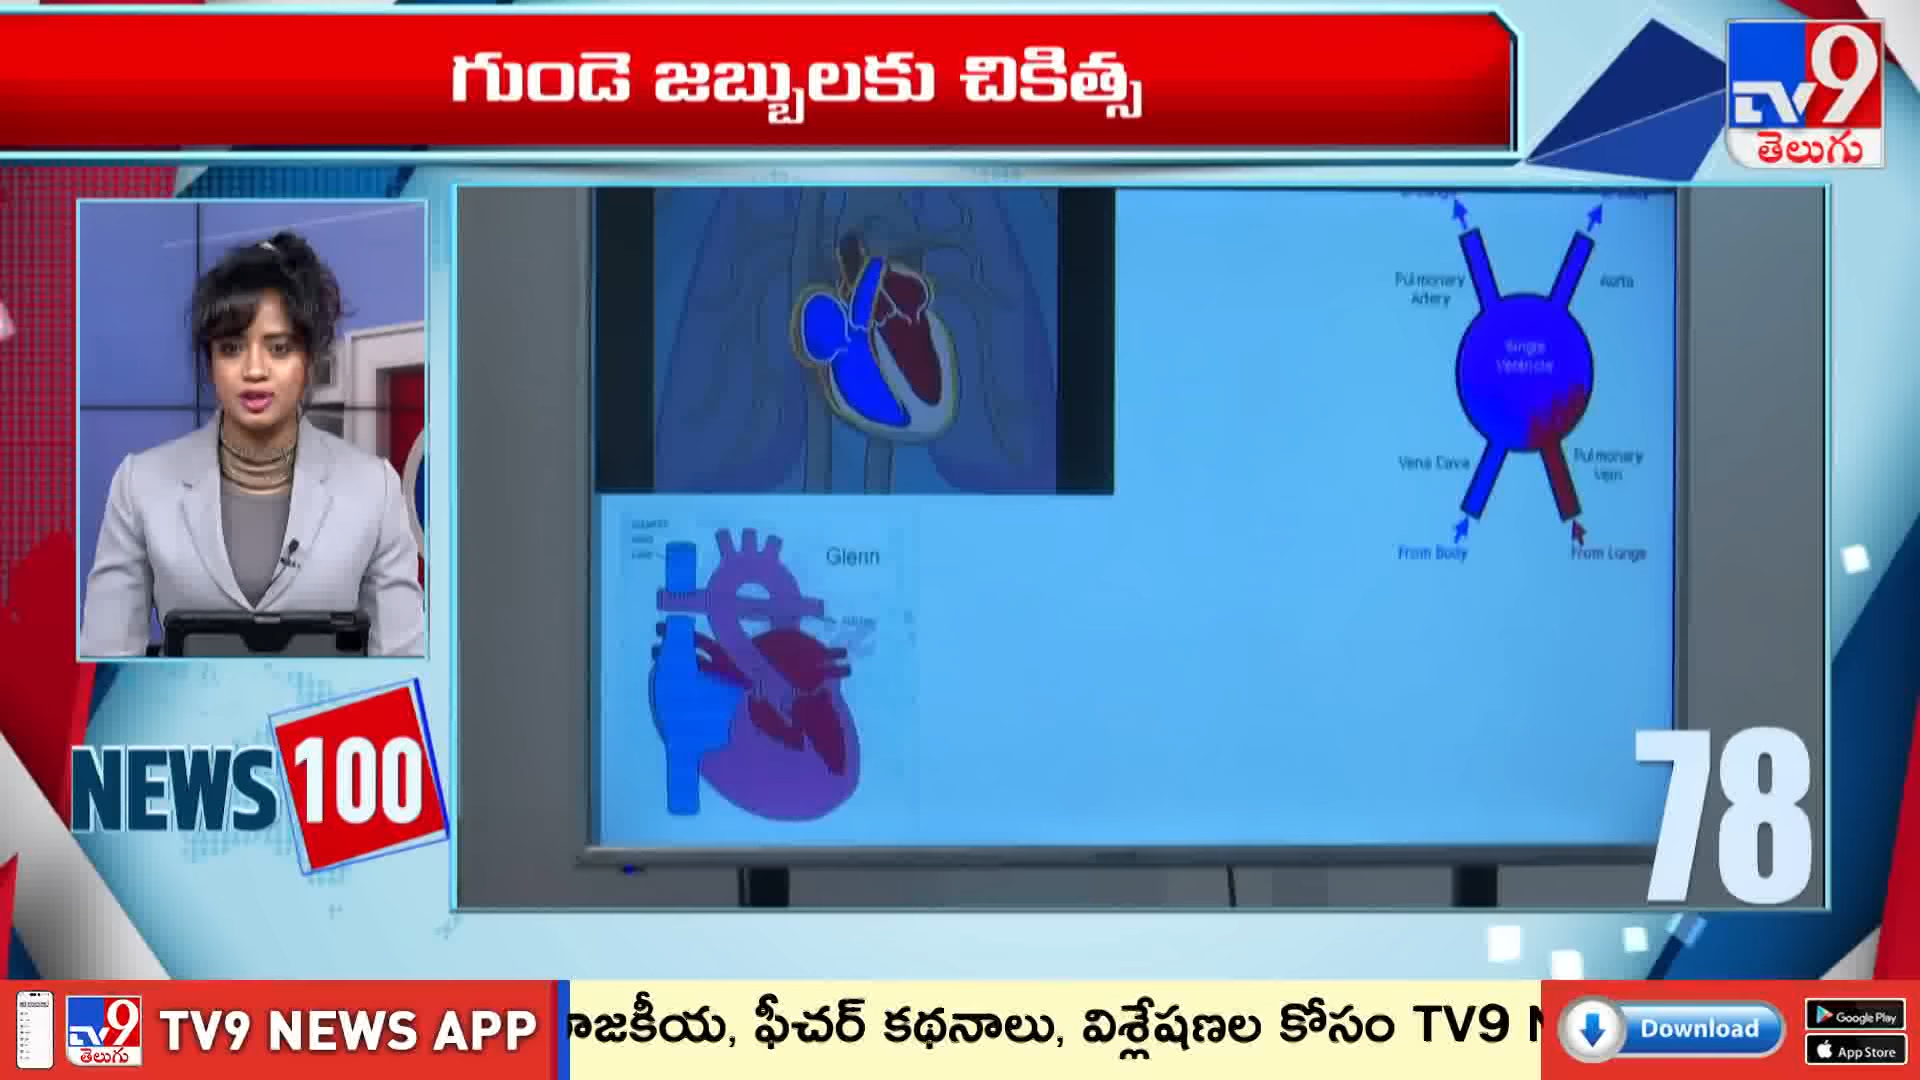 గుండె జబ్బులకు చికిత్స
TV9
తెలుగు
Pulmonary
Artery
Aorta
Single
Ventricle
Vena Cava
Pulmonary
Vein
From Body
From Lungs
Glenn
NEWS 100
78
TV9
తెలుగు
TV9 NEWS APP
ాజకీయ, ఫీచర్ కథనాలు, విశ్లేషణల కోసం TV9 N
Download
Google Play
App Store